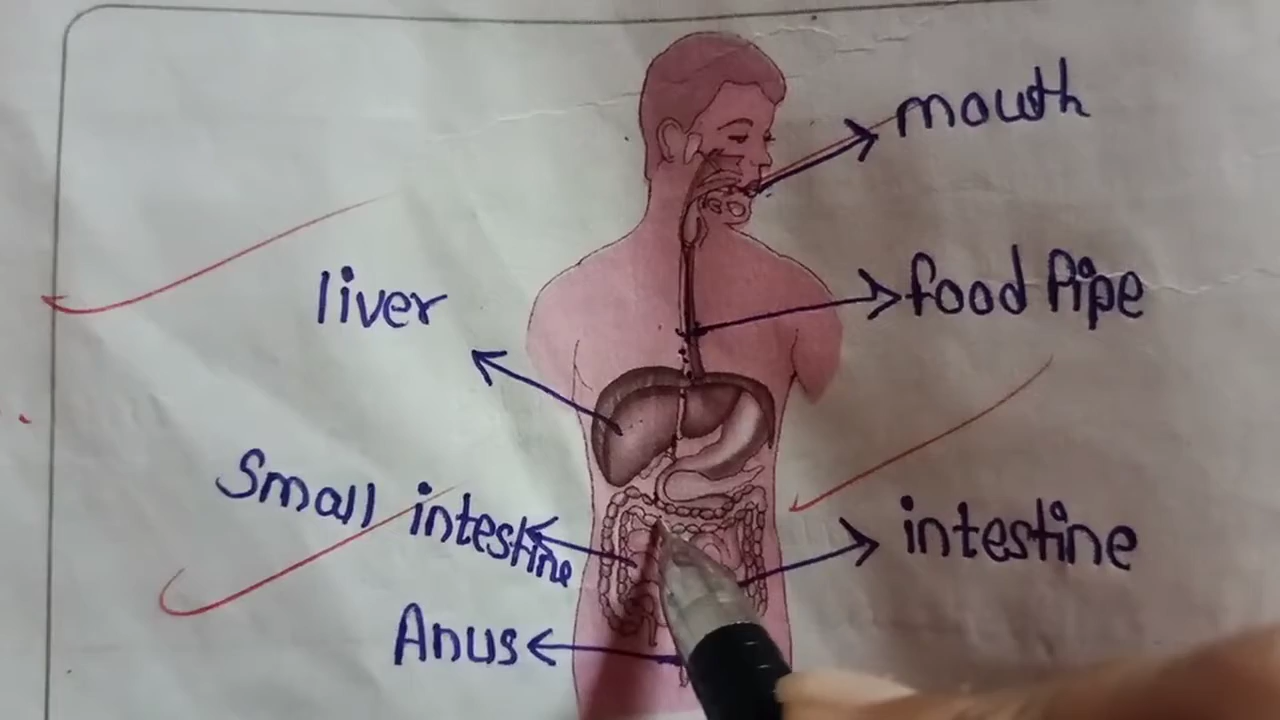 mouth
liver
food Pipe
Small intestine
intestine
Anus